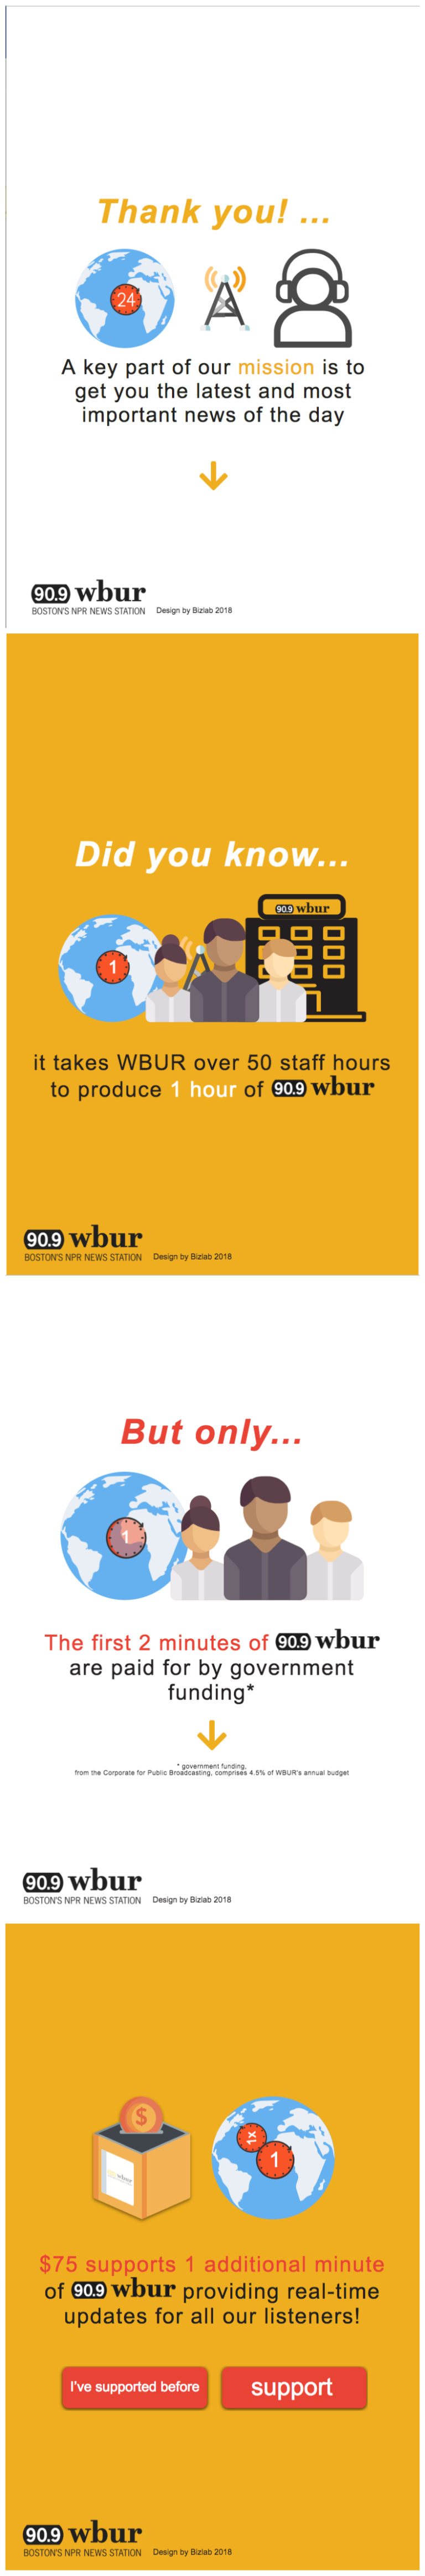 Thank you! ...
24
A key part of our mission is to
get you the latest and most
important news of the day
90.9 wbur
BOSTON'S NPR NEWS STATION Design by Bizlab 2018
Did you know...
90.9 wbur
1
it takes WBUR over 50 staff hours
to produce 1 hour of 90.9 wbur
90.9 wbur
BOSTON'S NPR NEWS STATION Design by Bizlab 2018
But only...
1
The first 2 minutes of 90.9 wbur
are paid for by government
funding*
* government funding,
from the Corporate for Public Broadcasting, comprises 4.5% of WBUR's annual budget
90.9 wbur
BOSTON'S NPR NEWS STATION Design by Bizlab 2018
$
1x
1
wbur
$75 supports 1 additional minute
of 90.9 wbur providing real-time
updates for all our listeners!
I've supported before support
90.9 wbur
BOSTON'S NPR NEWS STATION Design by Bizlab 2018